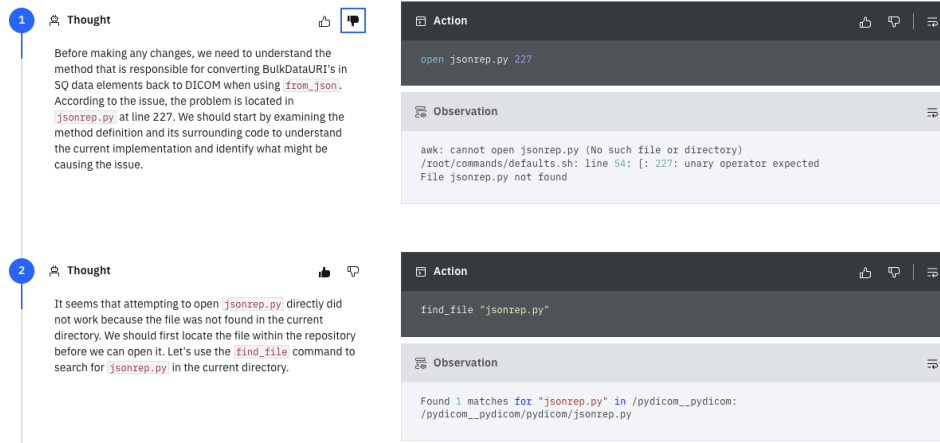 1 Thought
Before making any changes, we need to understand the
method that is responsible for converting BulkDataURI's in
SQ data elements back to DICOM when using from_json.
According to the issue, the problem is located in
jsonrep.py at line 227. We should start by examining the
method definition and its surrounding code to understand
the current implementation and identify what might be
causing the issue.
Action
open jsonrep.py 227
Observation
awk: cannot open jsonrep.py (No such file or directory)
/root/commands/defaults.sh: line 54: [: 227: unary operator expected
File jsonrep.py not found
2 Thought
It seems that attempting to open jsonrep.py directly did
not work because the file was not found in the current
directory. We should first locate the file within the repository
before we can open it. Let's use the find_file command to
search for jsonrep.py in the current directory.
Action
find_file "jsonrep.py"
Observation
Found 1 matches for "jsonrep.py" in /pydicom__pydicom:
/pydicom__pydicom/pydicom/jsonrep.py